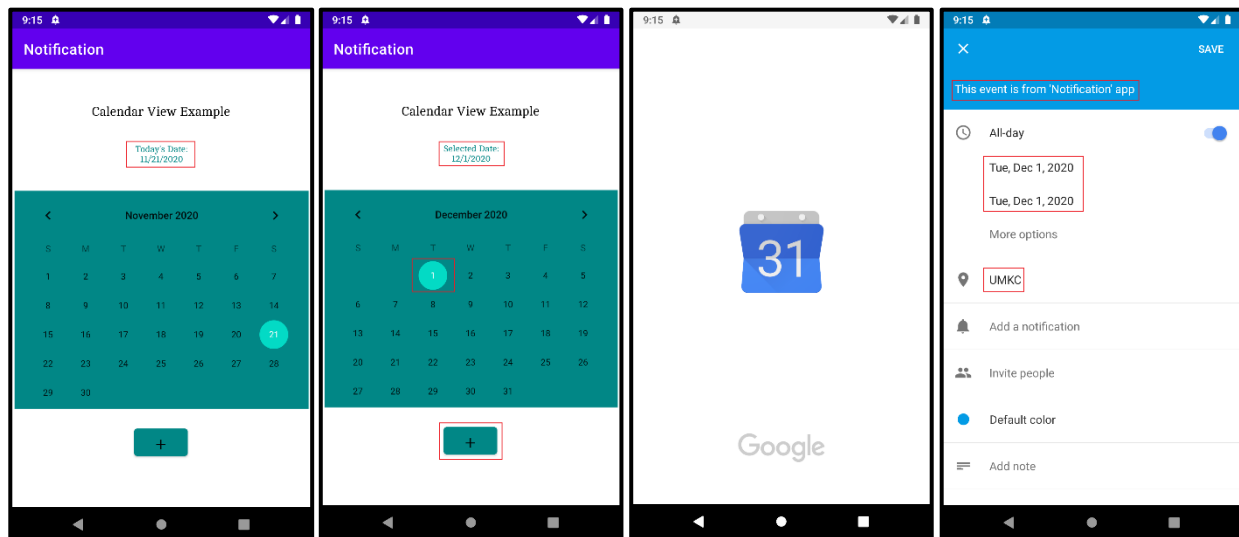 9:15
Notification
Calendar View Example
Today's Date:
11/21/2020
November 2020
S M T W T F S
1 2 3 4 5 6 7
8 9 10 11 12 13 14
15 16 17 18 19 20 21
22 23 24 25 26 27 28
29 30
+
9:15
Notification
Calendar View Example
Selected Date:
12/1/2020
December 2020
S M T W T F S
1 2 3 4 5
6 7 8 9 10 11 12
13 14 15 16 17 18 19
20 21 22 23 24 25 26
27 28 29 30 31
+
9:15
31
Google
9:15
SAVE
This event is from 'Notification' app
All-day
Tue, Dec 1, 2020
Tue, Dec 1, 2020
More options
UMKC
Add a notification
Invite people
Default color
Add note